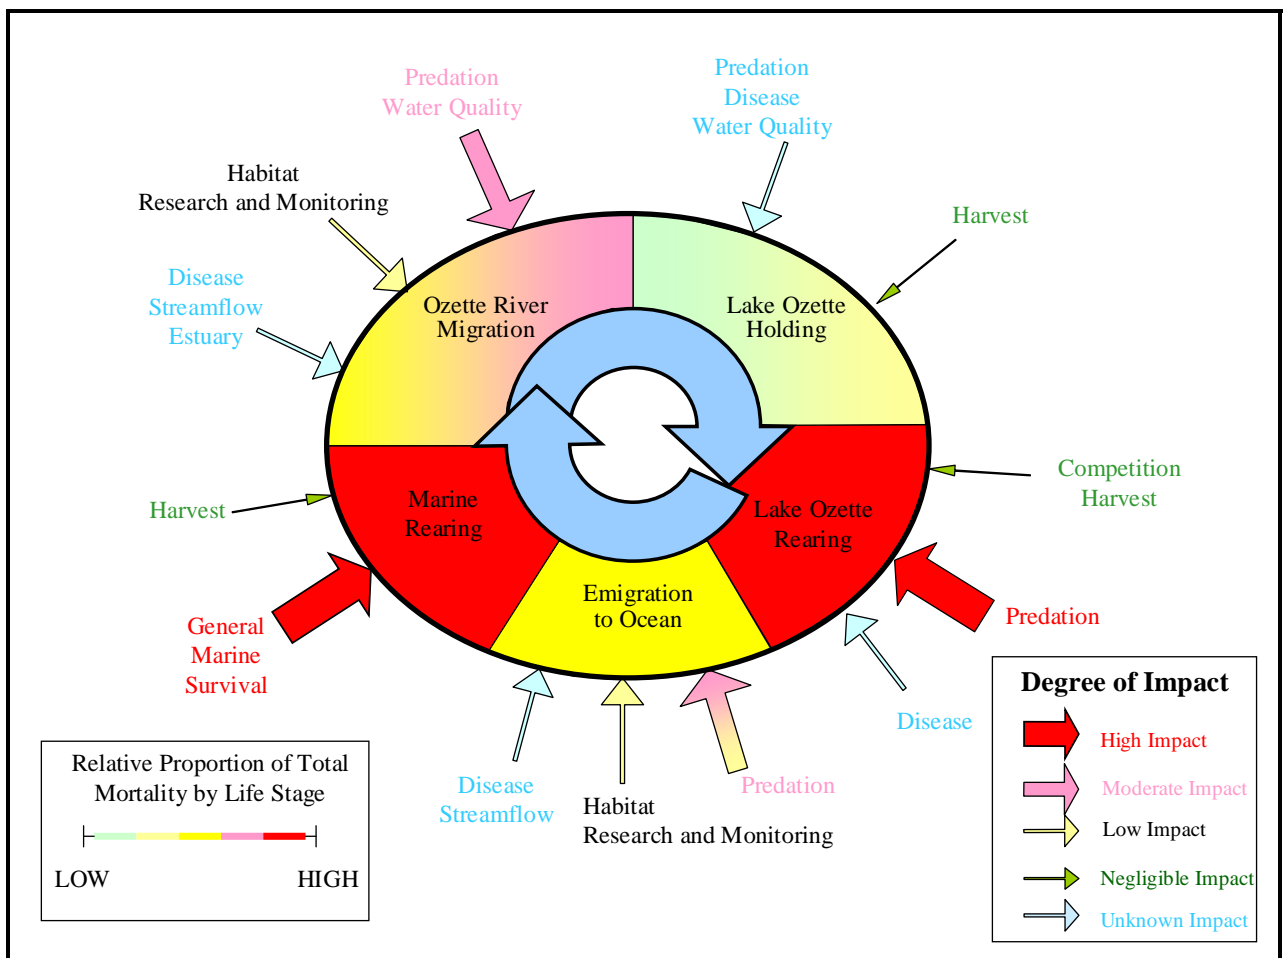 Predation
Water Quality
Predation
Disease
Water Quality
Habitat
Research and Monitoring
Harvest
Disease
Streamflow
Estuary
Ozette River
Migration
Lake Ozette
Holding
Harvest
Marine
Rearing
Lake Ozette
Rearing
Competition
Harvest
Emigration
to Ocean
General
Marine
Survival
Predation
Disease
Disease
Streamflow
Habitat
Research and Monitoring
Predation
Relative Proportion of Total
Mortality by Life Stage
LOW HIGH
Degree of Impact
High Impact
Moderate Impact
Low Impact
Negligible Impact
Unknown Impact